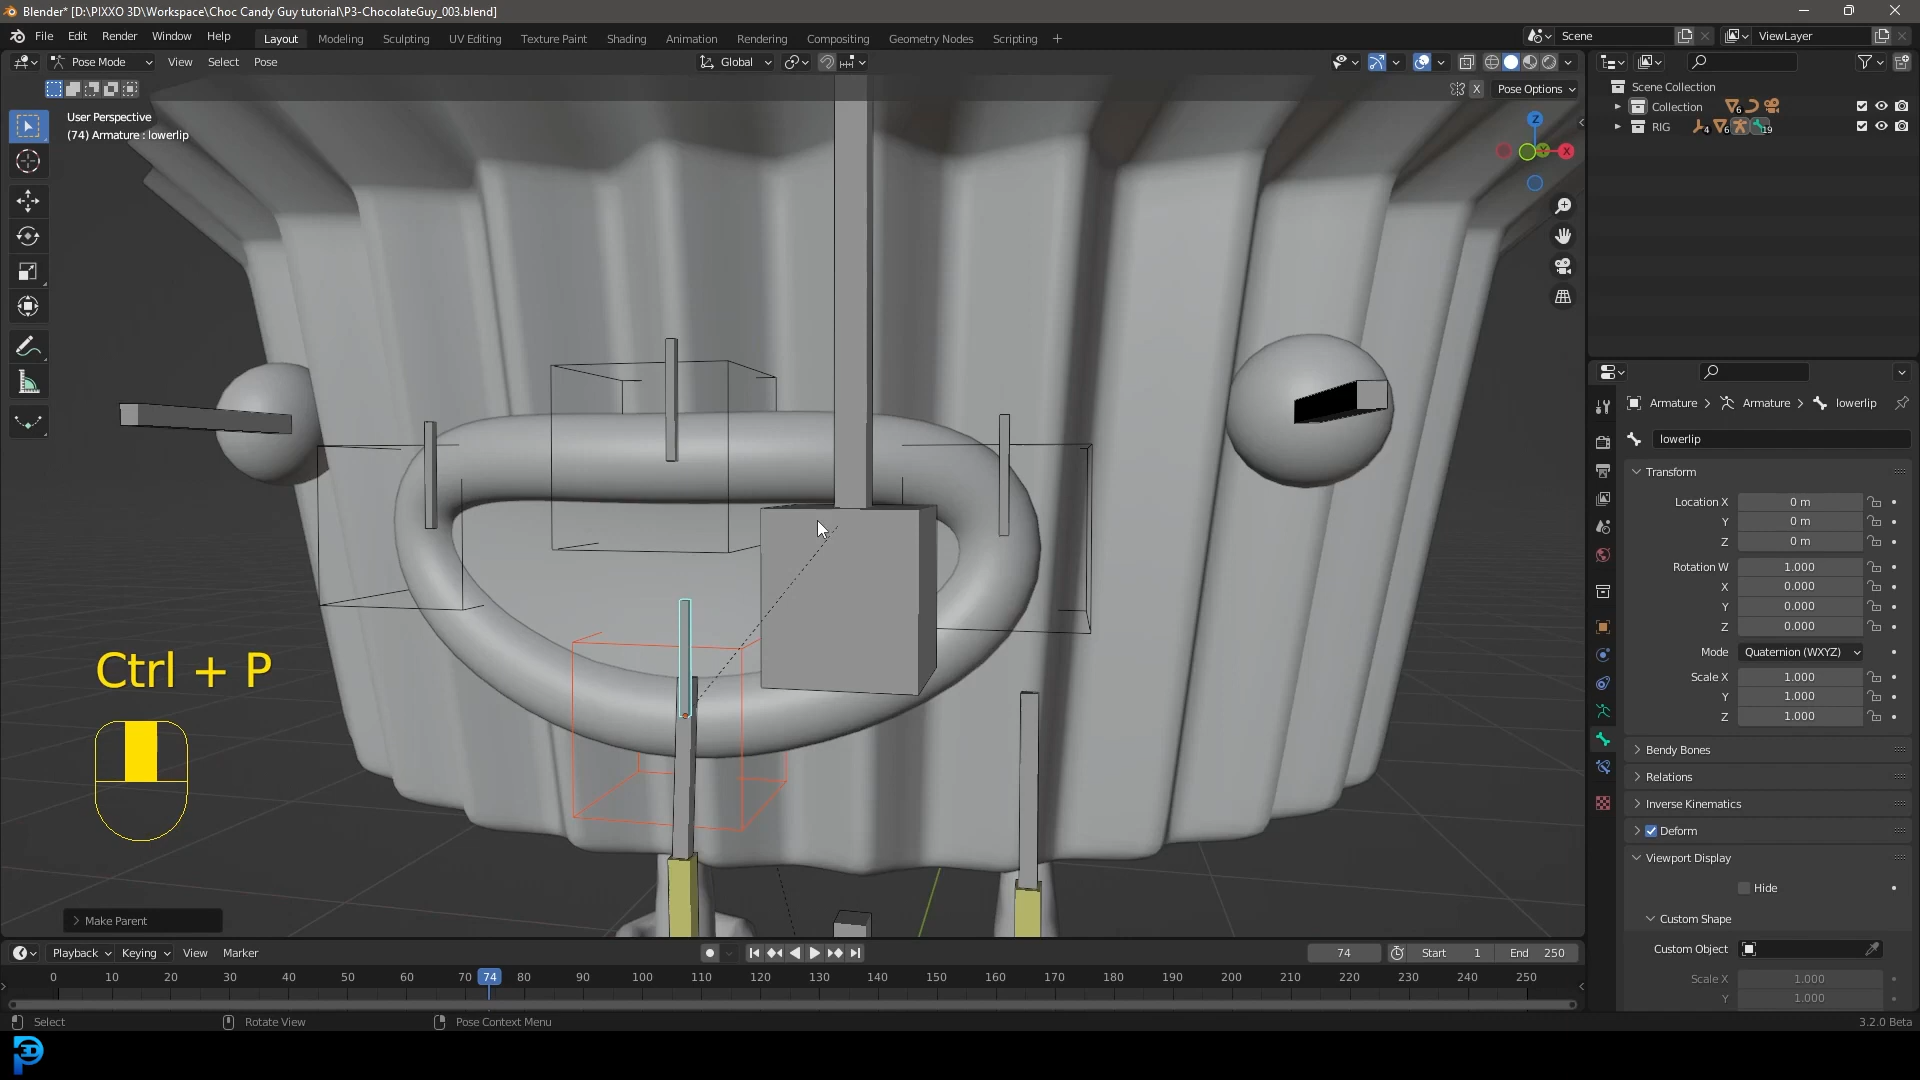 Blender* [D:\PIXXO 3D\Workspace\Choc Candy Guy tutorial\P3-ChocolateGuy_003.blend]
File Edit Render Window Help Layout Modeling Sculpting UV Editing Texture Paint Shading Animation Rendering Compositing Geometry Nodes Scripting + Scene ViewLayer
Pose Mode View Select Pose Global
X Pose Options
User Perspective
(74) Armature : lowerlip
Z
X
Scene Collection
Collection 6
RIG 4 6 19
Armature > Armature > lowerlip
lowerlip
Transform
Location X 0 m
Y 0 m
Z 0 m
Rotation W 1.000
X 0.000
Y 0.000
Z 0.000
Mode Quaternion (WXYZ)
Scale X 1.000
Y 1.000
Z 1.000
Bendy Bones
Relations
Inverse Kinematics
Deform
Viewport Display
Hide
Custom Shape
Custom Object
Scale X 1.000
Y 1.000
Ctrl + P
Make Parent
Playback Keying View Marker 74 Start 1 End 250
0 10 20 30 40 50 60 70 74 80 90 100 110 120 130 140 150 160 170 180 190 200 210 220 230 240 250
Select Rotate View Pose Context Menu 3.2.0 Beta